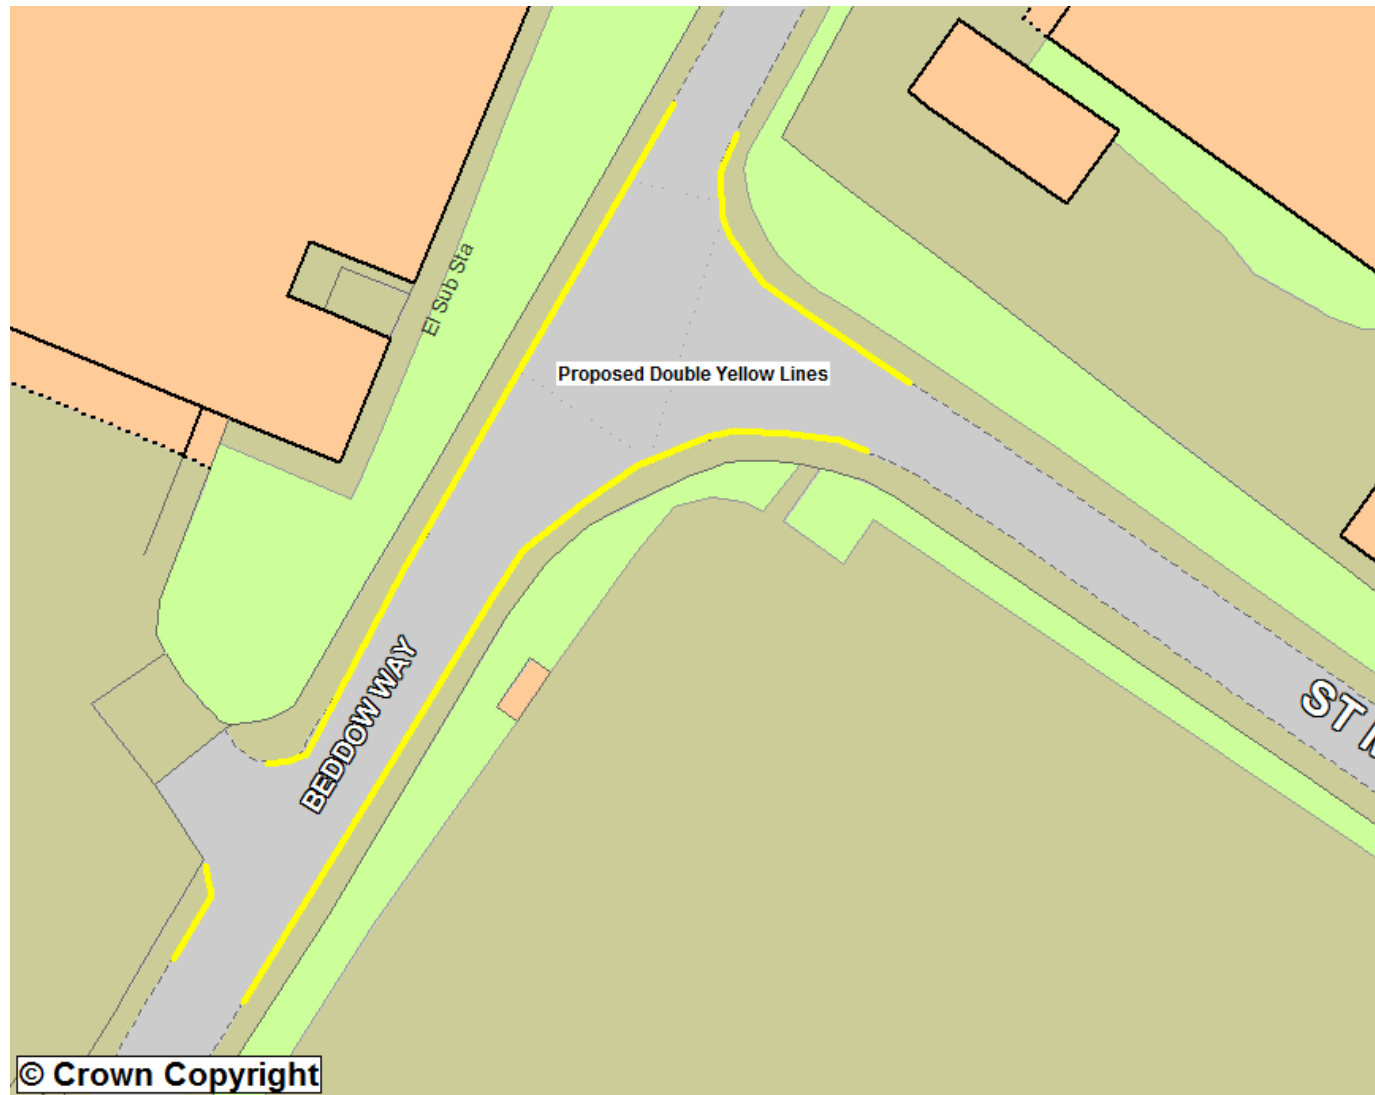 El Sub Sta
Proposed Double Yellow Lines
BEDDOW WAY
ST
© Crown Copyright